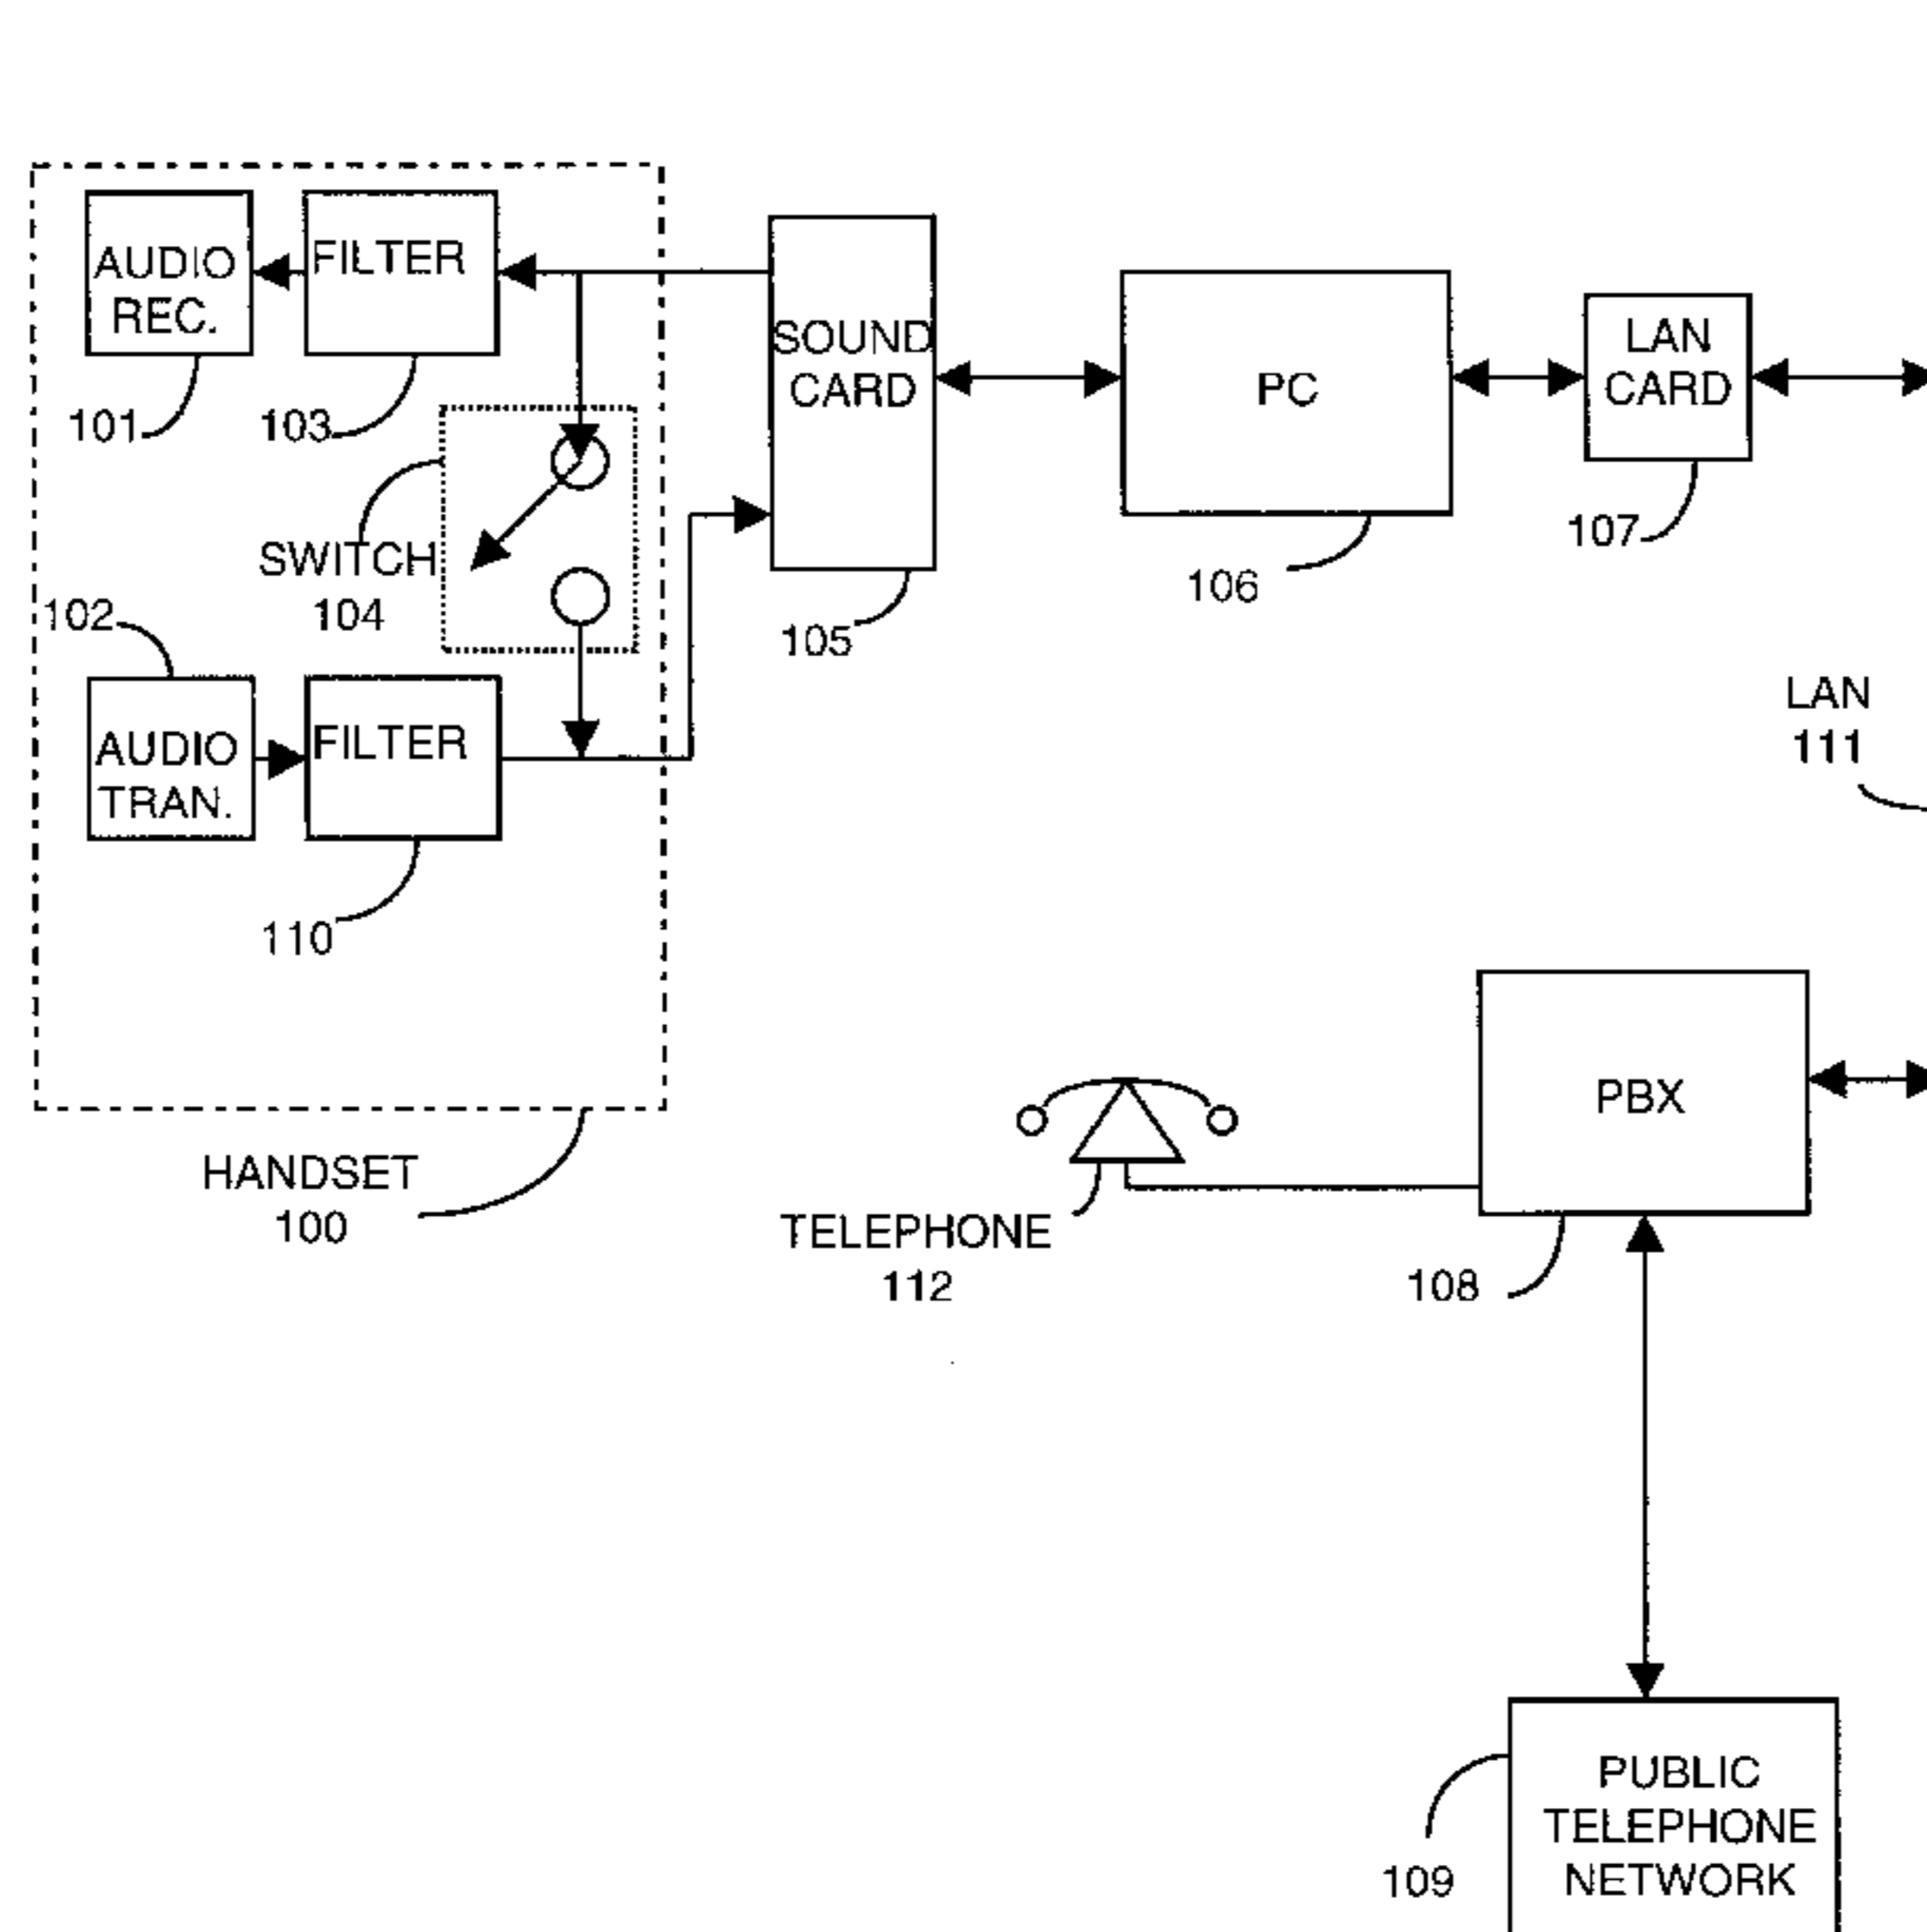 AUDIO
REC.
FILTER
101
103
SOUND
CARD
PC
LAN
CARD
107
SWITCH
104
106
105
102
AUDIO
TRAN.
FILTER
110
LAN
111
HANDSET
100
TELEPHONE
112
PBX
108
PUBLIC
TELEPHONE
NETWORK
109